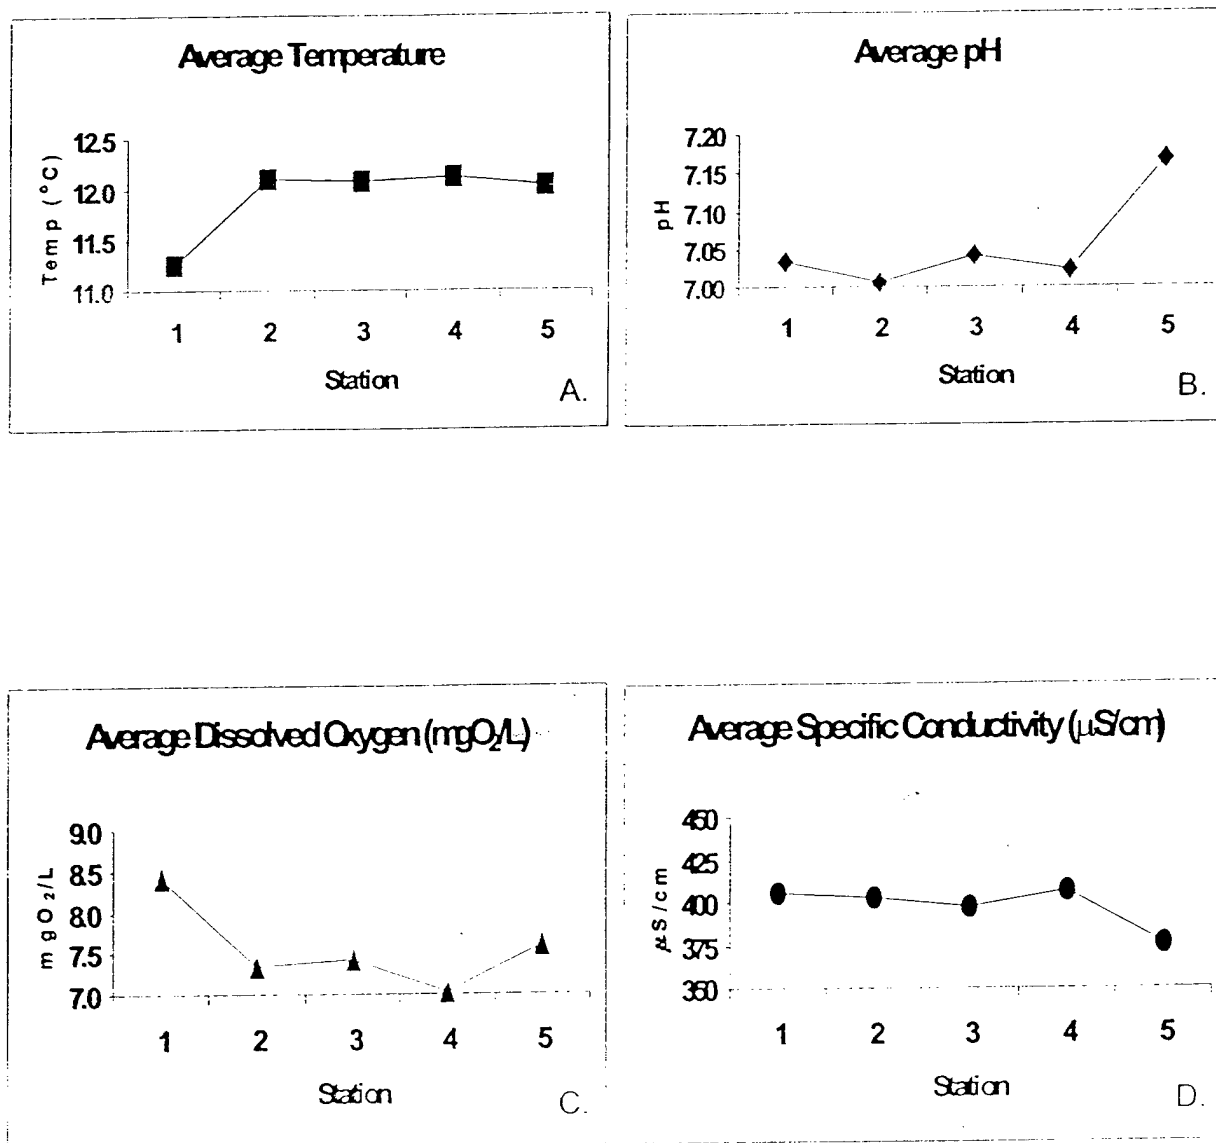 Average Temperature
12.5
12.0
11.5
11.0
Temp (°C)
1 2 3 4 5
Station
A.
Average pH
7.20
7.15
7.10
7.05
7.00
pH
1 2 3 4 5
Station
B.
Average Dissolved Oxygen (mgO₂/L)
9.0
8.5
8.0
7.5
7.0
mgO₂/L
1 2 3 4 5
Station
C.
Average Specific Conductivity (μS/cm)
450
425
400
375
350
μS/cm
1 2 3 4 5
Station
D.